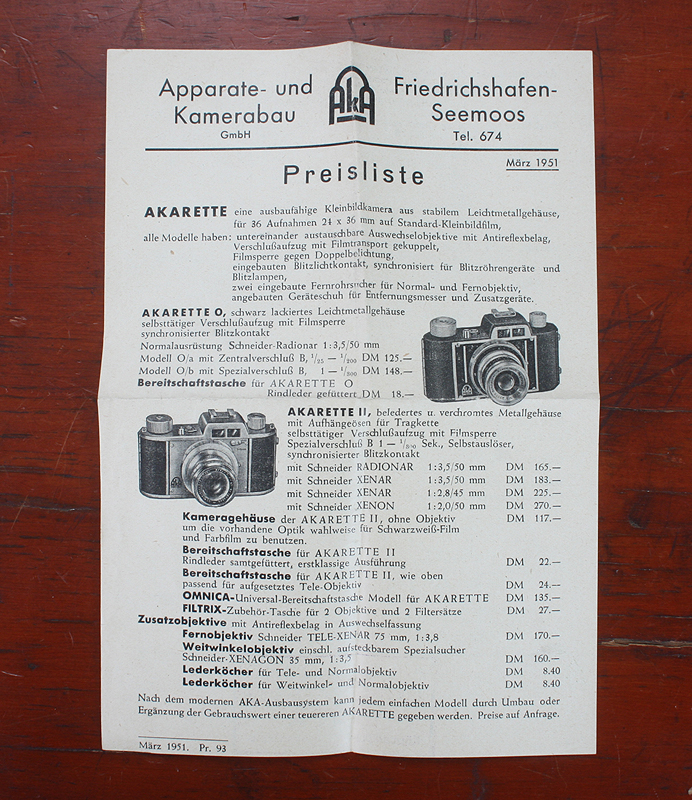 Apparate- und
Kamerabau
GmbH
AkA
Friedrichshafen-
Seemoos
Tel. 674
März 1951
Preisliste
AKARETTE eine ausbaufähige Kleinbildkamera aus stabilem Leichtmetallgehäuse,
für 36 Aufnahmen 24 x 36 mm auf Standard-Kleinbildfilm,
alle Modelle haben: untereinander austauschbare Auswechselobjektive mit Antireflexbelag,
Verschlußaufzug mit Filmtransport gekuppelt,
Filmsperre gegen Doppelbelichtung,
eingebauten Blitzlichtkontakt, synchronisiert für Blitzröhrengeräte und
Blitzlampen,
zwei eingebaute Fernrohrsucher für Normal- und Fernobjektiv,
angebauten Geräteschuh für Entfernungsmesser und Zusatzgeräte.
AKARETTE O, schwarz lackiertes Leichtmetallgehäuse
selbsttätiger Verschlußaufzug mit Filmsperre
synchronisierter Blitzkontakt
Normalausrüstung Schneider-Radionar 1:3,5/50 mm
Modell O/a mit Zentralverschluß B, 1/25 — 1/200 DM 125.—
Modell O/b mit Spezialverschluß B, 1 — 1/300 DM 148.—
Bereitschaftstasche für AKARETTE O
Rindleder gefüttert DM 18.—
AKARETTE II, beledertes u. verchromtes Metallgehäuse
mit Aufhängeösen für Tragkette
selbsttätiger Verschlußaufzug mit Filmsperre
Spezialverschluß B 1 — 1/300 Sek., Selbstauslöser,
synchronisierter Blitzkontakt
mit Schneider RADIONAR 1:3,5/50 mm DM 165.—
mit Schneider XENAR 1:3,5/50 mm DM 183.—
mit Schneider XENAR 1:2,8/45 mm DM 225.—
mit Schneider XENON 1:2,0/50 mm DM 270.—
Kameragehäuse der AKARETTE II, ohne Objektiv DM 117.—
um die vorhandene Optik wahlweise für Schwarzweiß-Film
und Farbfilm zu benutzen.
Bereitschaftstasche für AKARETTE II
Rindleder samtgefüttert, erstklassige Ausführung DM 22.—
Bereitschaftstasche für AKARETTE II, wie oben
passend für aufgesetztes Tele-Objektiv DM 24.—
OMNICA-Universal-Bereitschaftstasche Modell für AKARETTE DM 135.—
FILTRIX-Zubehör-Tasche für 2 Objektive und 2 Filtersätze DM 27.—
Zusatzobjektive mit Antireflexbelag in Auswechselfassung
Fernobjektiv Schneider TELE-XENAR 75 mm, 1:3,8 DM 170.—
Weitwinkelobjektiv einschl. aufsteckbarem Spezialsucher
Schneider-XENAGON 35 mm, 1:3,5 DM 160.—
Lederköcher für Tele- und Normalobjektiv DM 8.40
Lederköcher für Weitwinkel- und Normalobjektiv DM 8.40
Nach dem modernen AKA-Ausbausystem kann jedem einfachen Modell durch Umbau oder
Ergänzung der Gebrauchswert einer teuereren AKARETTE gegeben werden. Preise auf Anfrage.
März 1951. Pr. 93